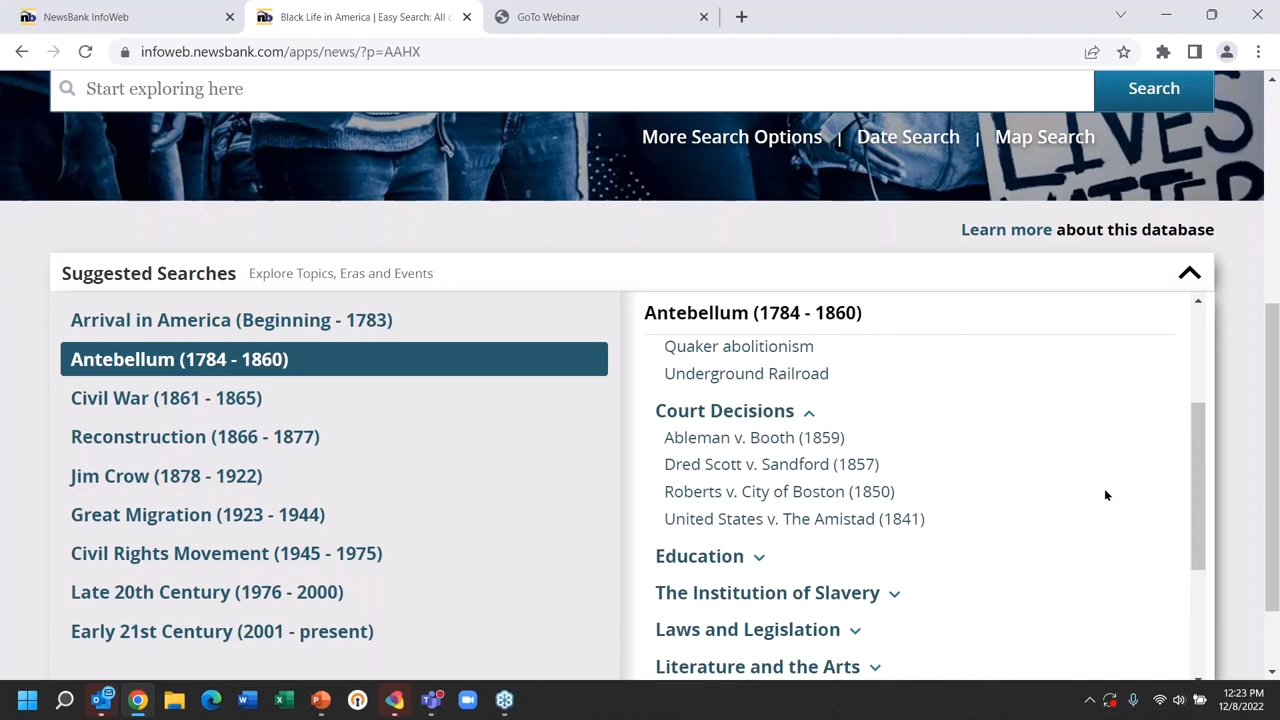 NewsBank InfoWeb
Black Life in America | Easy Search: All c
GoTo Webinar
infoweb.newsbank.com/apps/news/?p=AAHX
Start exploring here
Search
More Search Options | Date Search | Map Search
LIVES
MATTER
Learn more about this database
Suggested Searches Explore Topics, Eras and Events
Arrival in America (Beginning - 1783)
Antebellum (1784 - 1860)
Civil War (1861 - 1865)
Reconstruction (1866 - 1877)
Jim Crow (1878 - 1922)
Great Migration (1923 - 1944)
Civil Rights Movement (1945 - 1975)
Late 20th Century (1976 - 2000)
Early 21st Century (2001 - present)
Antebellum (1784 - 1860)
Quaker abolitionism
Underground Railroad
Court Decisions
Ableman v. Booth (1859)
Dred Scott v. Sandford (1857)
Roberts v. City of Boston (1850)
United States v. The Amistad (1841)
Education
The Institution of Slavery
Laws and Legislation
Literature and the Arts
12:23 PM
12/8/2022